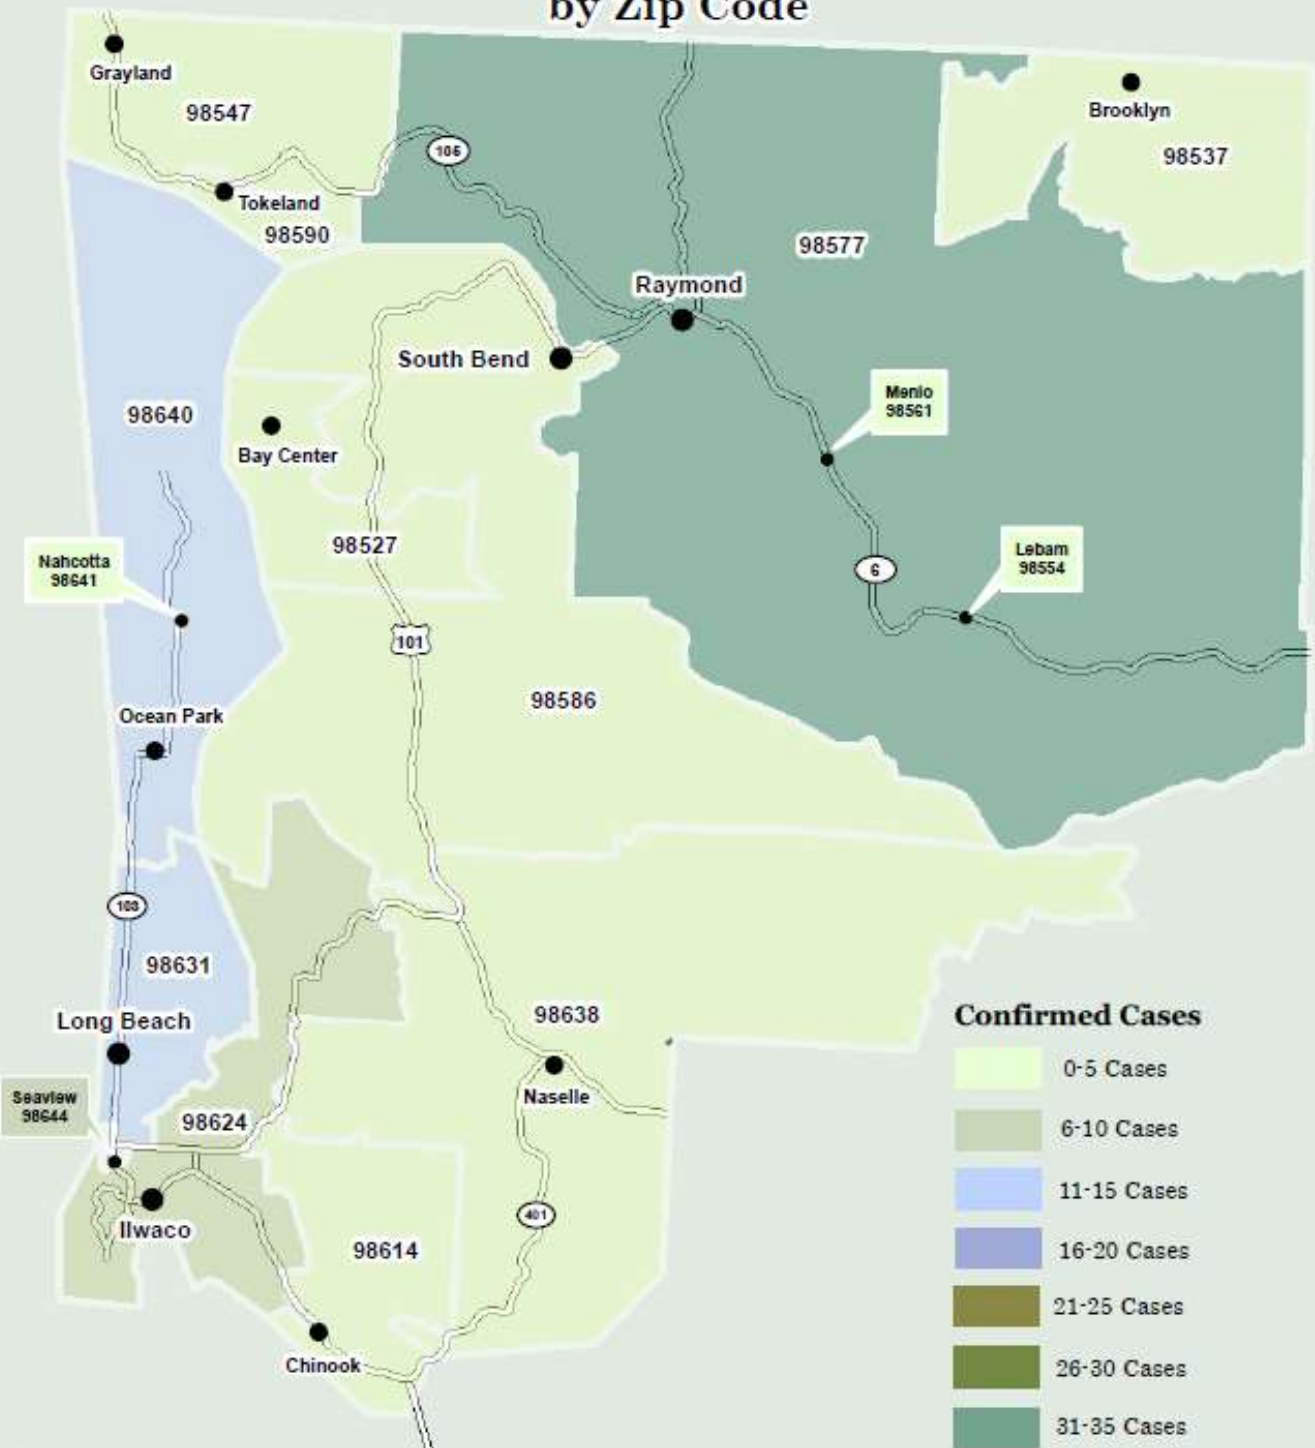 by Zip Code
Grayland
98547
Brooklyn
98537
105
Tokeland
98590
98577
Raymond
South Bend
Menlo
98561
98640
Bay Center
98527
Nahcotta
98641
Lebam
98554
6
101
98586
Ocean Park
103
98631
Long Beach
98638
Naselle
Seaview
98644
98624
Ilwaco
401
98614
Chinook
Confirmed Cases
0-5 Cases
6-10 Cases
11-15 Cases
16-20 Cases
21-25 Cases
26-30 Cases
31-35 Cases